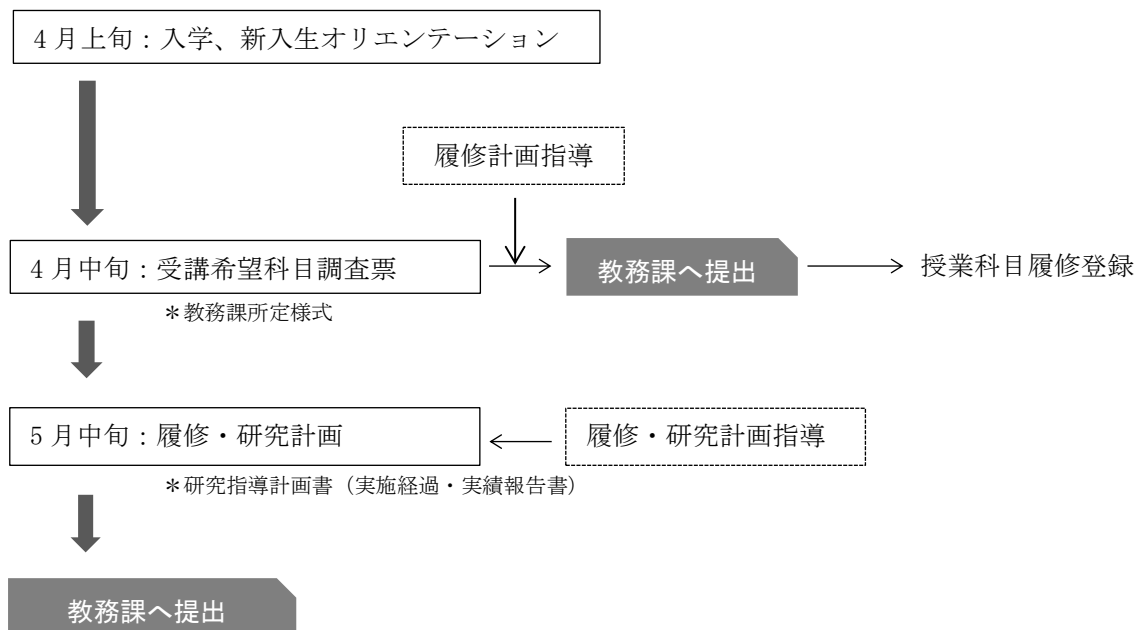 4月上旬：入学、新入生オリエンテーション
履修計画指導
4月中旬：受講希望科目調査票
教務課へ提出
授業科目履修登録
＊教務課所定様式
5月中旬：履修・研究計画
履修・研究計画指導
＊研究指導計画書（実施経過・実績報告書）
教務課へ提出